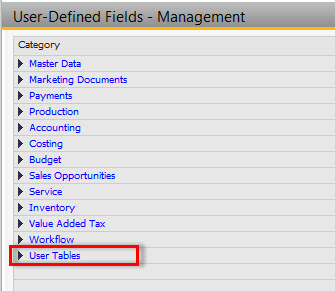 User-Defined Fields - Management
Category
Master Data
Marketing Documents
Payments
Production
Accounting
Costing
Budget
Sales Opportunities
Service
Inventory
Value Added Tax
Workflow
User Tables